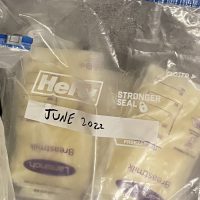 Hefty
STRONGER
SEAL
JUNE 2022
Lansinoh
Breastmilk
Breastmilk